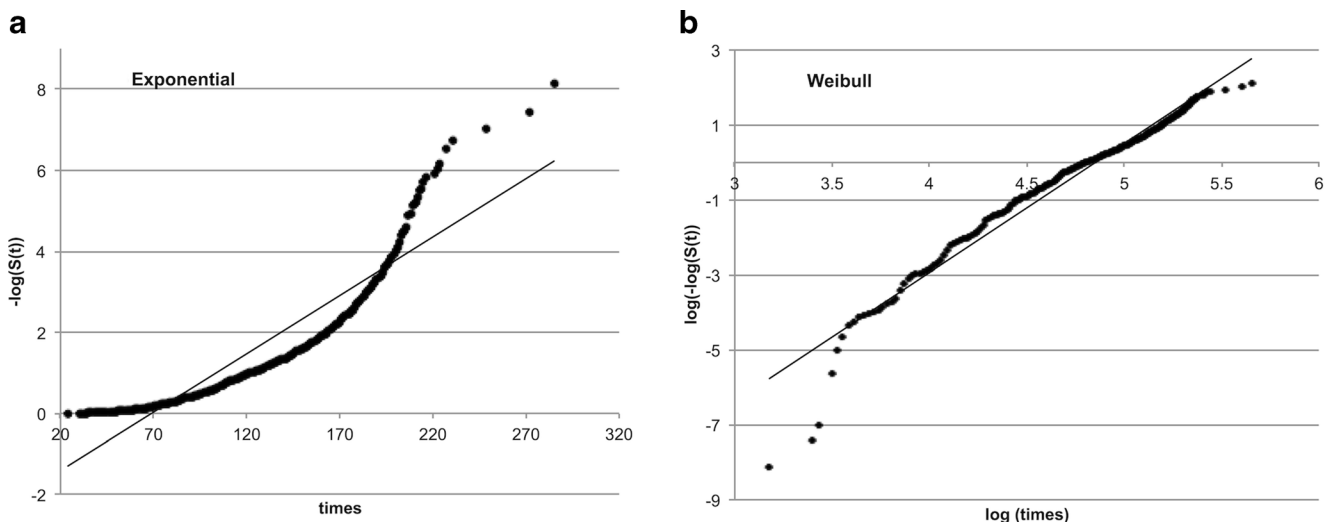 a
Exponential
-log(S(t))
8
6
4
2
0
-2
20 70 120 170 220 270 320
times
b
Weibull
log(-log(S(t))
3
1
-1
-3
-5
-7
-9
3 3.5 4 4.5 5 5.5 6
log (times)